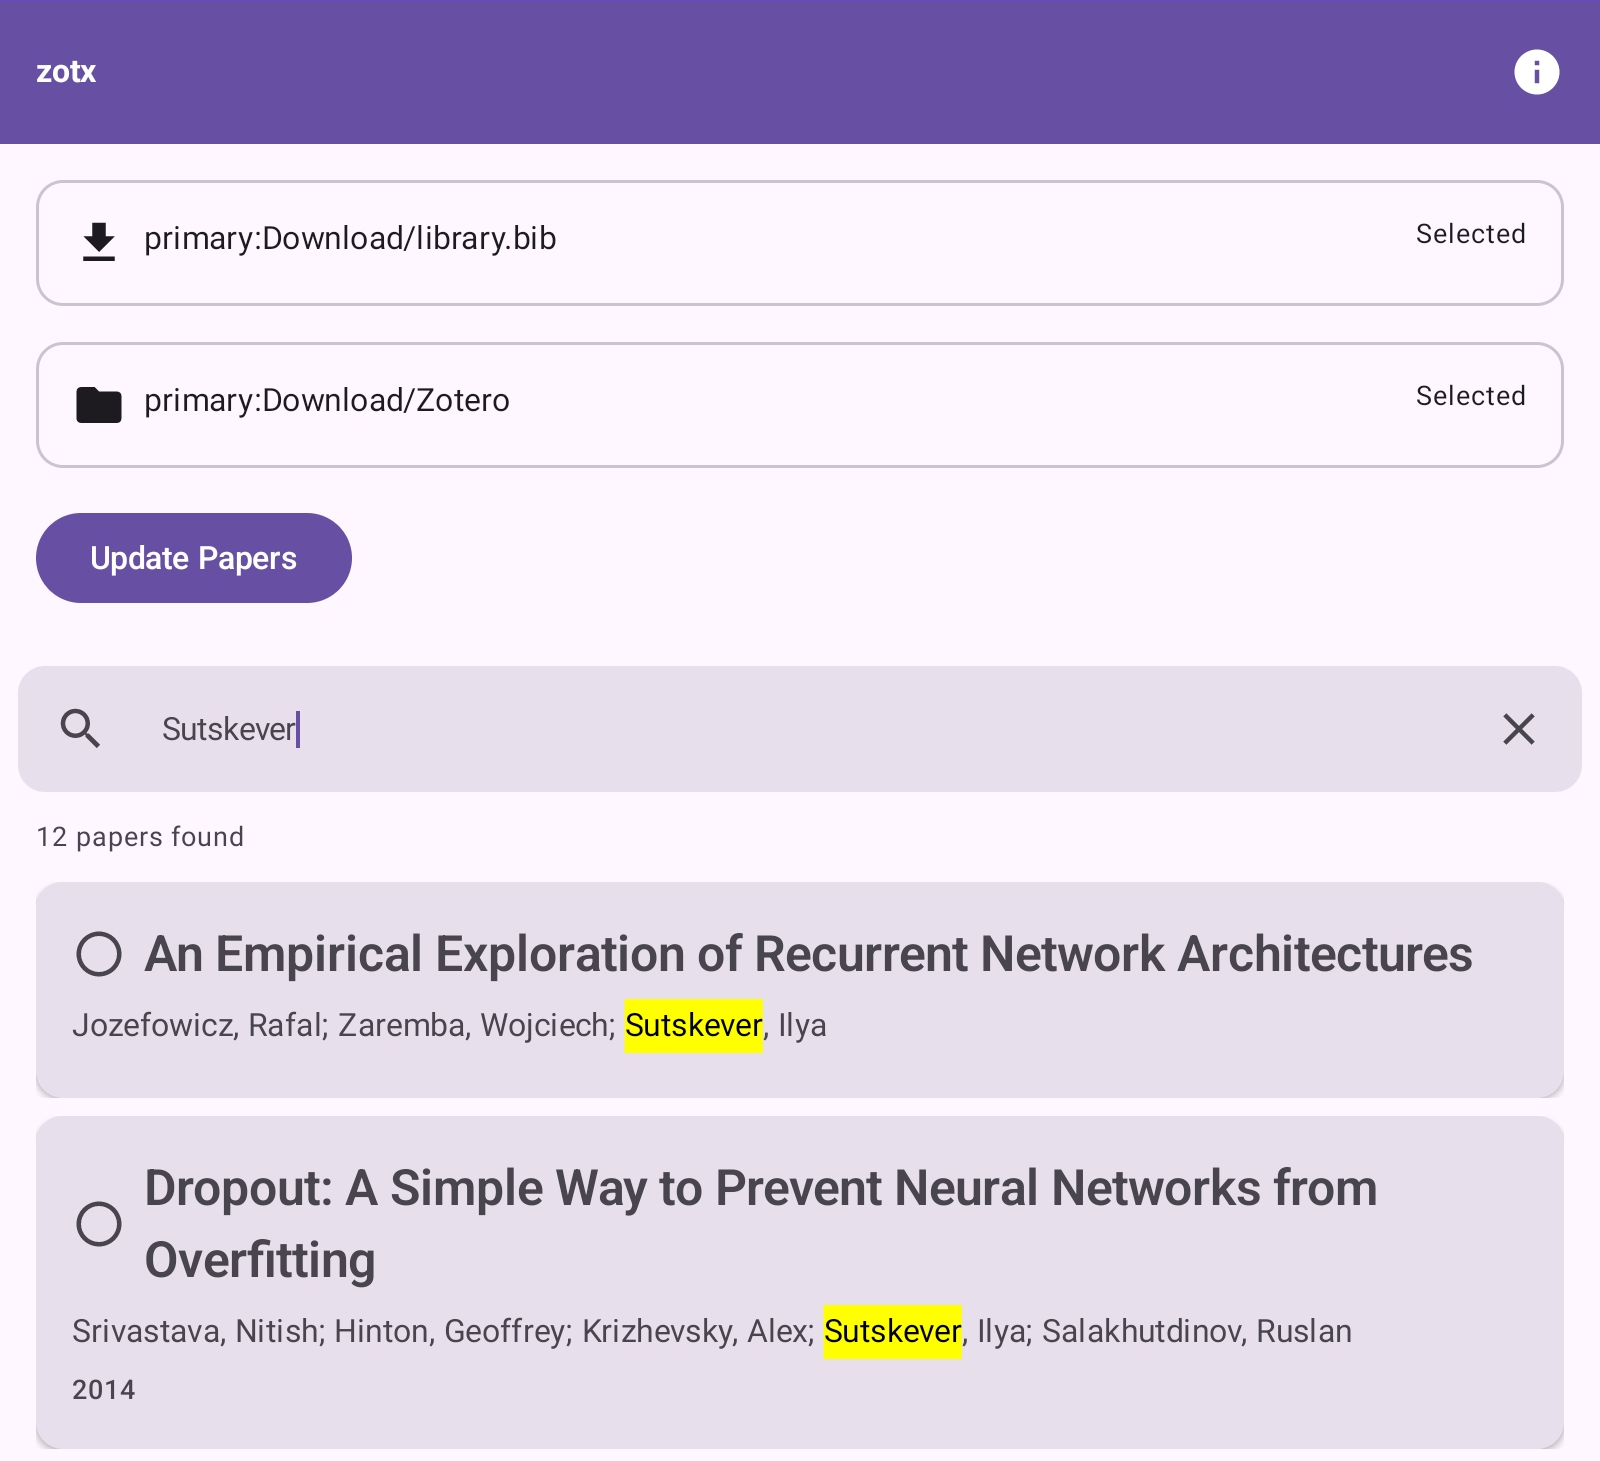 zotx
primary:Download/library.bib
Selected
primary:Download/Zotero
Selected
Update Papers
Sutskever
12 papers found
An Empirical Exploration of Recurrent Network Architectures
Jozefowicz, Rafal; Zaremba, Wojciech; Sutskever, Ilya
Dropout: A Simple Way to Prevent Neural Networks from
Overfitting
Srivastava, Nitish; Hinton, Geoffrey; Krizhevsky, Alex; Sutskever, Ilya; Salakhutdinov, Ruslan
2014